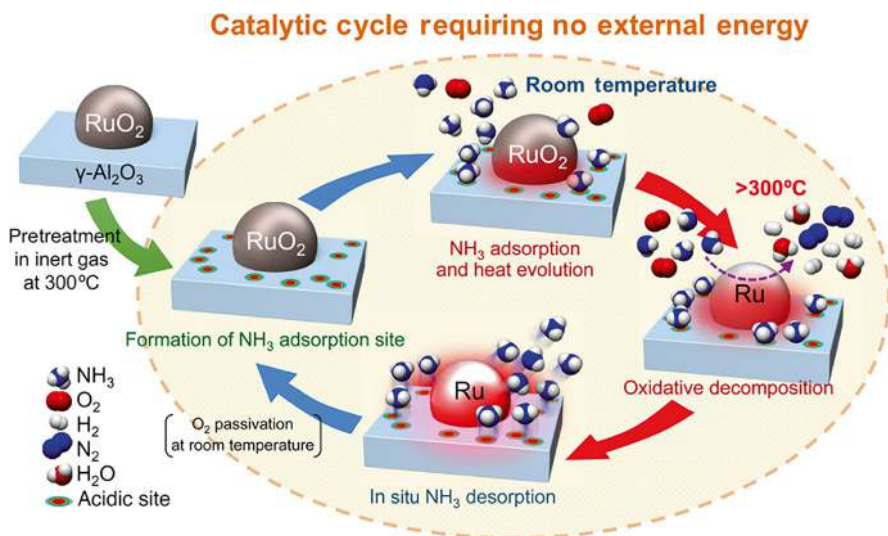 Catalytic cycle requiring no external energy
RuO₂
γ-Al₂O₃
Pretreatment
in inert gas
at 300ºC
RuO₂
Formation of NH₃ adsorption site
Room temperature
RuO₂
NH₃ adsorption
and heat evolution
>300ºC
Ru
Oxidative decomposition
Ru
In situ NH₃ desorption
O₂ passivation
at room temperature
NH₃
O₂
H₂
N₂
H₂O
Acidic site